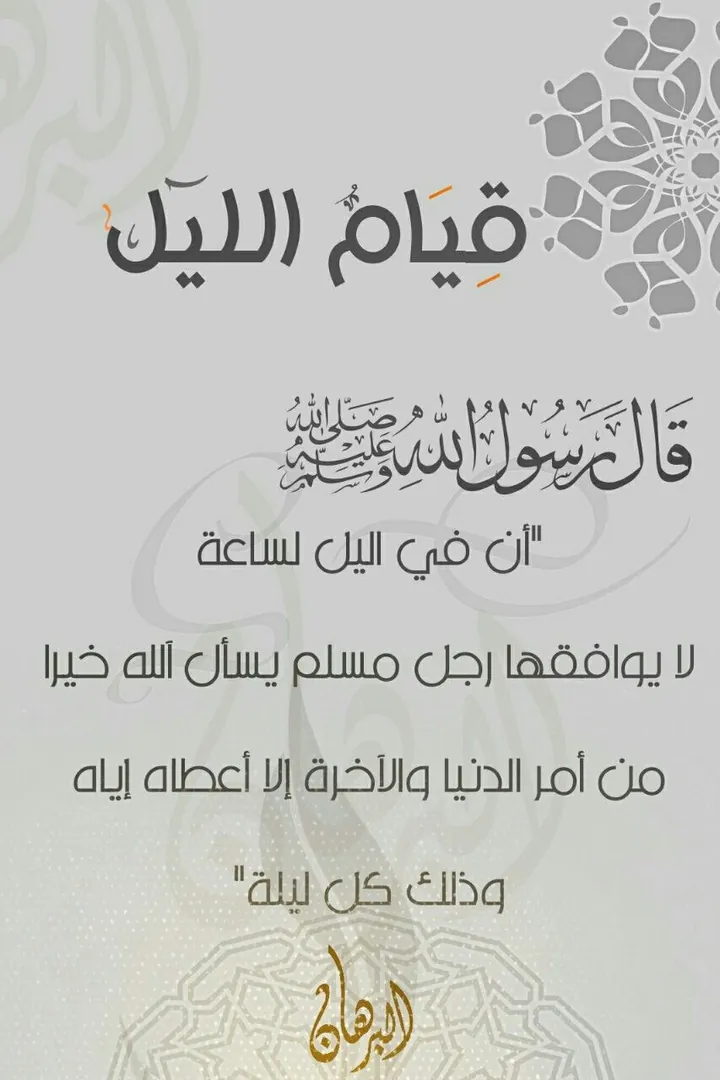 قِيَامُ الليل
قَالَ رَسُولُ اللهِ صَلَّى اللهُ عَلَيْهِ وَسَلَّمَ
"أن في اليل لساعة
لا يوافقها رجل مسلم يسأل الله خيرا
من أمر الدنيا والآخرة إلا أعطاه إياه
وذلك كل ليلة"
البرهان